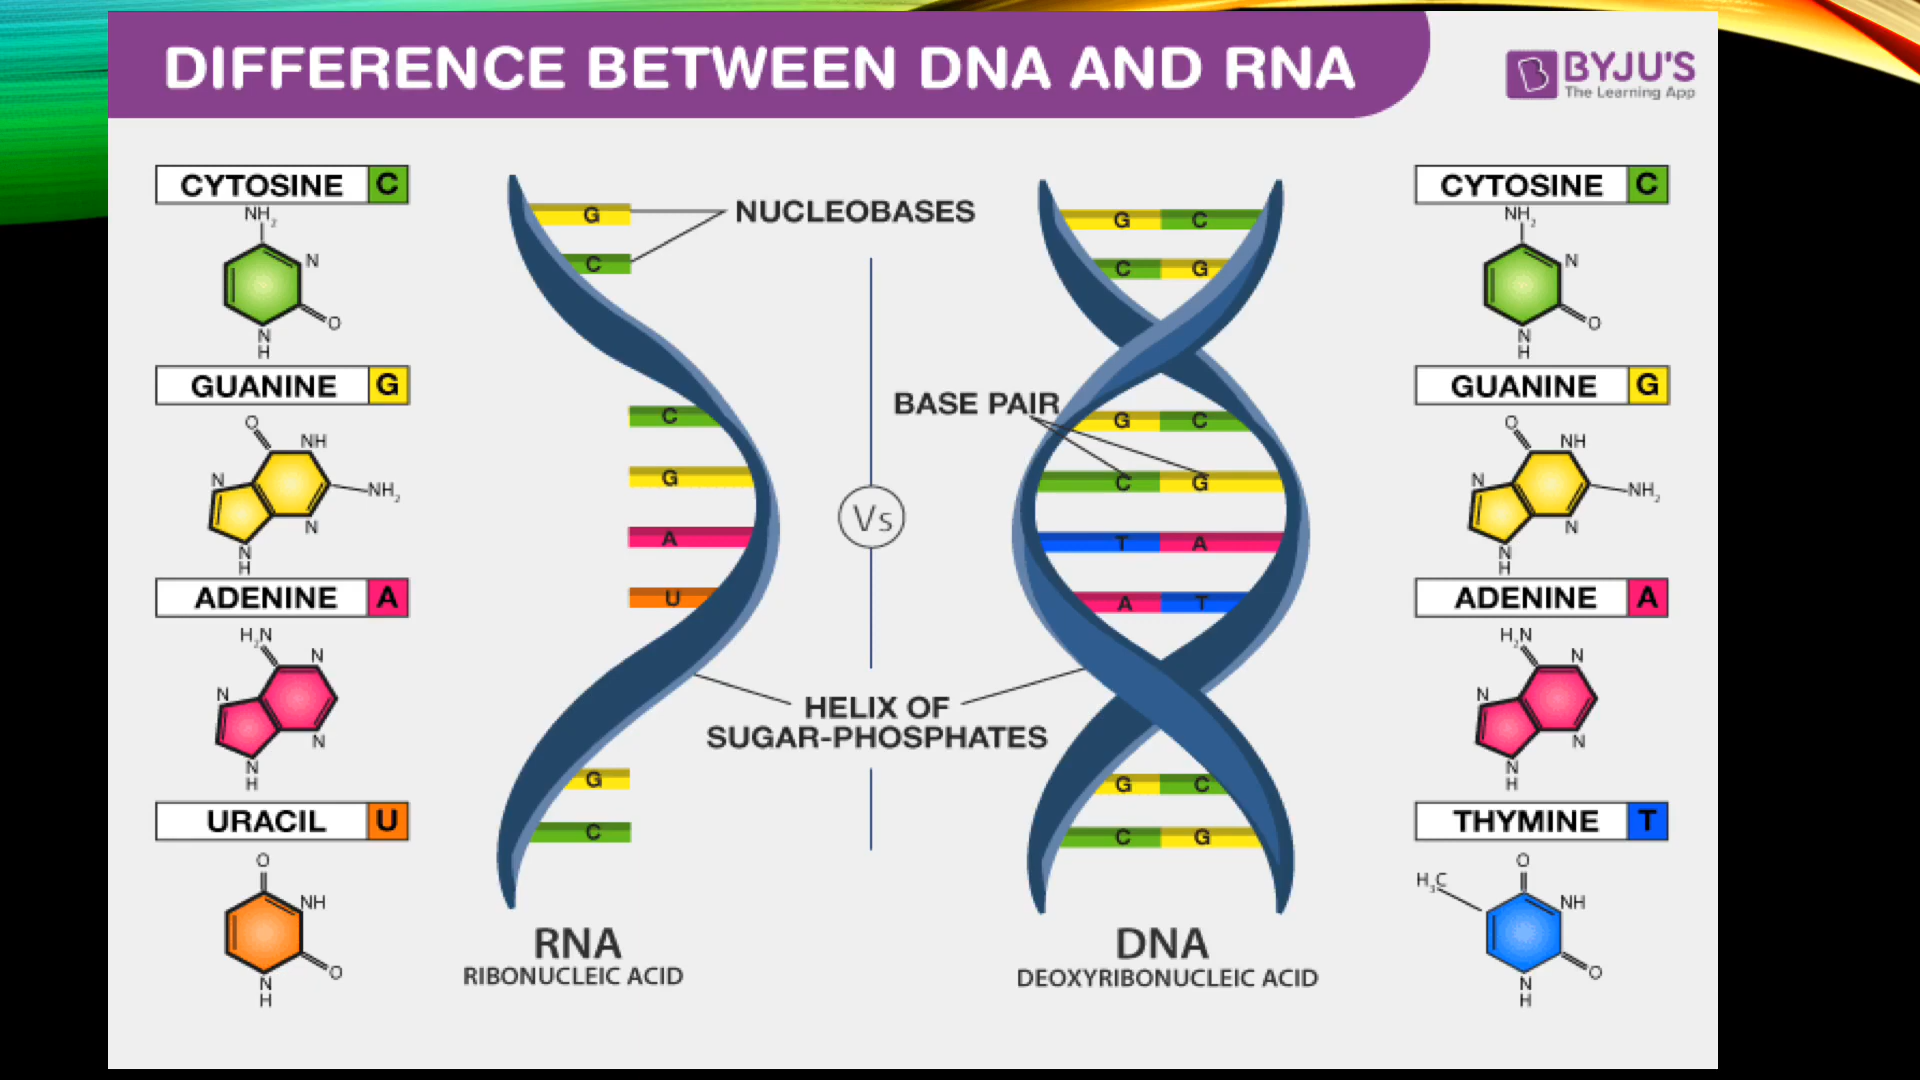 DIFFERENCE BETWEEN DNA AND RNA
BYJU'S
The Learning App
CYTOSINE C
NH2
N
O
N
H
GUANINE G
O
NH
N
NH2
N
N
H
ADENINE A
H2N
N
N
N
N
H
URACIL U
O
NH
O
N
H
G
C
C
G
A
U
G
C
RNA
RIBONUCLEIC ACID
NUCLEOBASES
BASE PAIR
Vs
HELIX OF
SUGAR-PHOSPHATES
G C
C G
G C
C G
T A
A T
G C
C G
DNA
DEOXYRIBONUCLEIC ACID
CYTOSINE C
NH2
N
O
N
H
GUANINE G
O
NH
N
NH2
N
N
H
ADENINE A
H2N
N
N
N
N
H
THYMINE T
O
H3C
NH
O
N
H